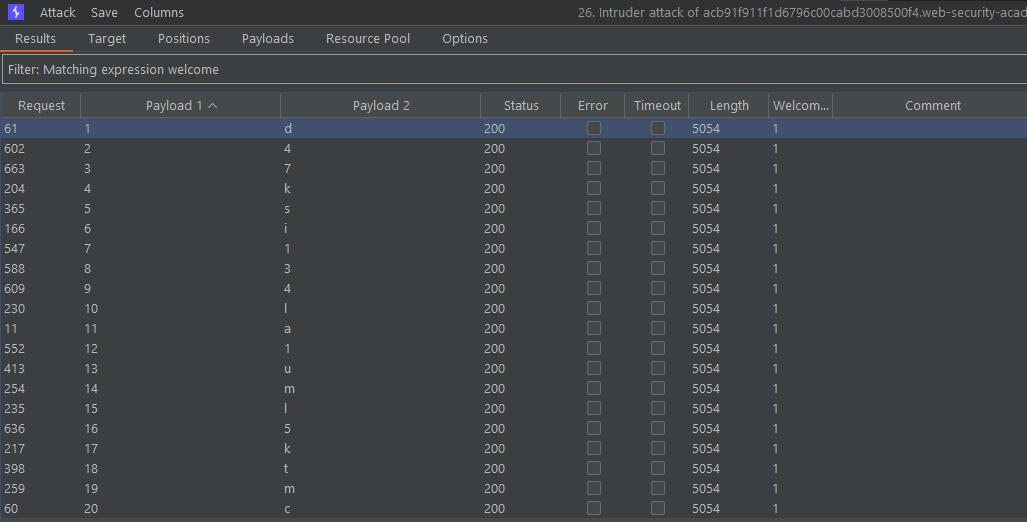 Attack Save Columns 26. Intruder attack of acb91f911f1d6796c00cabd3008500f4.web-security-acad
Results Target Positions Payloads Resource Pool Options
Filter: Matching expression welcome
Request Payload 1 Payload 2 Status Error Timeout Length Welcom... Comment
61 1 d 200 5054 1
602 2 4 200 5054 1
663 3 7 200 5054 1
204 4 k 200 5054 1
365 5 s 200 5054 1
166 6 i 200 5054 1
547 7 1 200 5054 1
588 8 3 200 5054 1
609 9 4 200 5054 1
230 10 l 200 5054 1
11 11 a 200 5054 1
552 12 1 200 5054 1
413 13 u 200 5054 1
254 14 m 200 5054 1
235 15 l 200 5054 1
636 16 5 200 5054 1
217 17 k 200 5054 1
398 18 t 200 5054 1
259 19 m 200 5054 1
60 20 c 200 5054 1